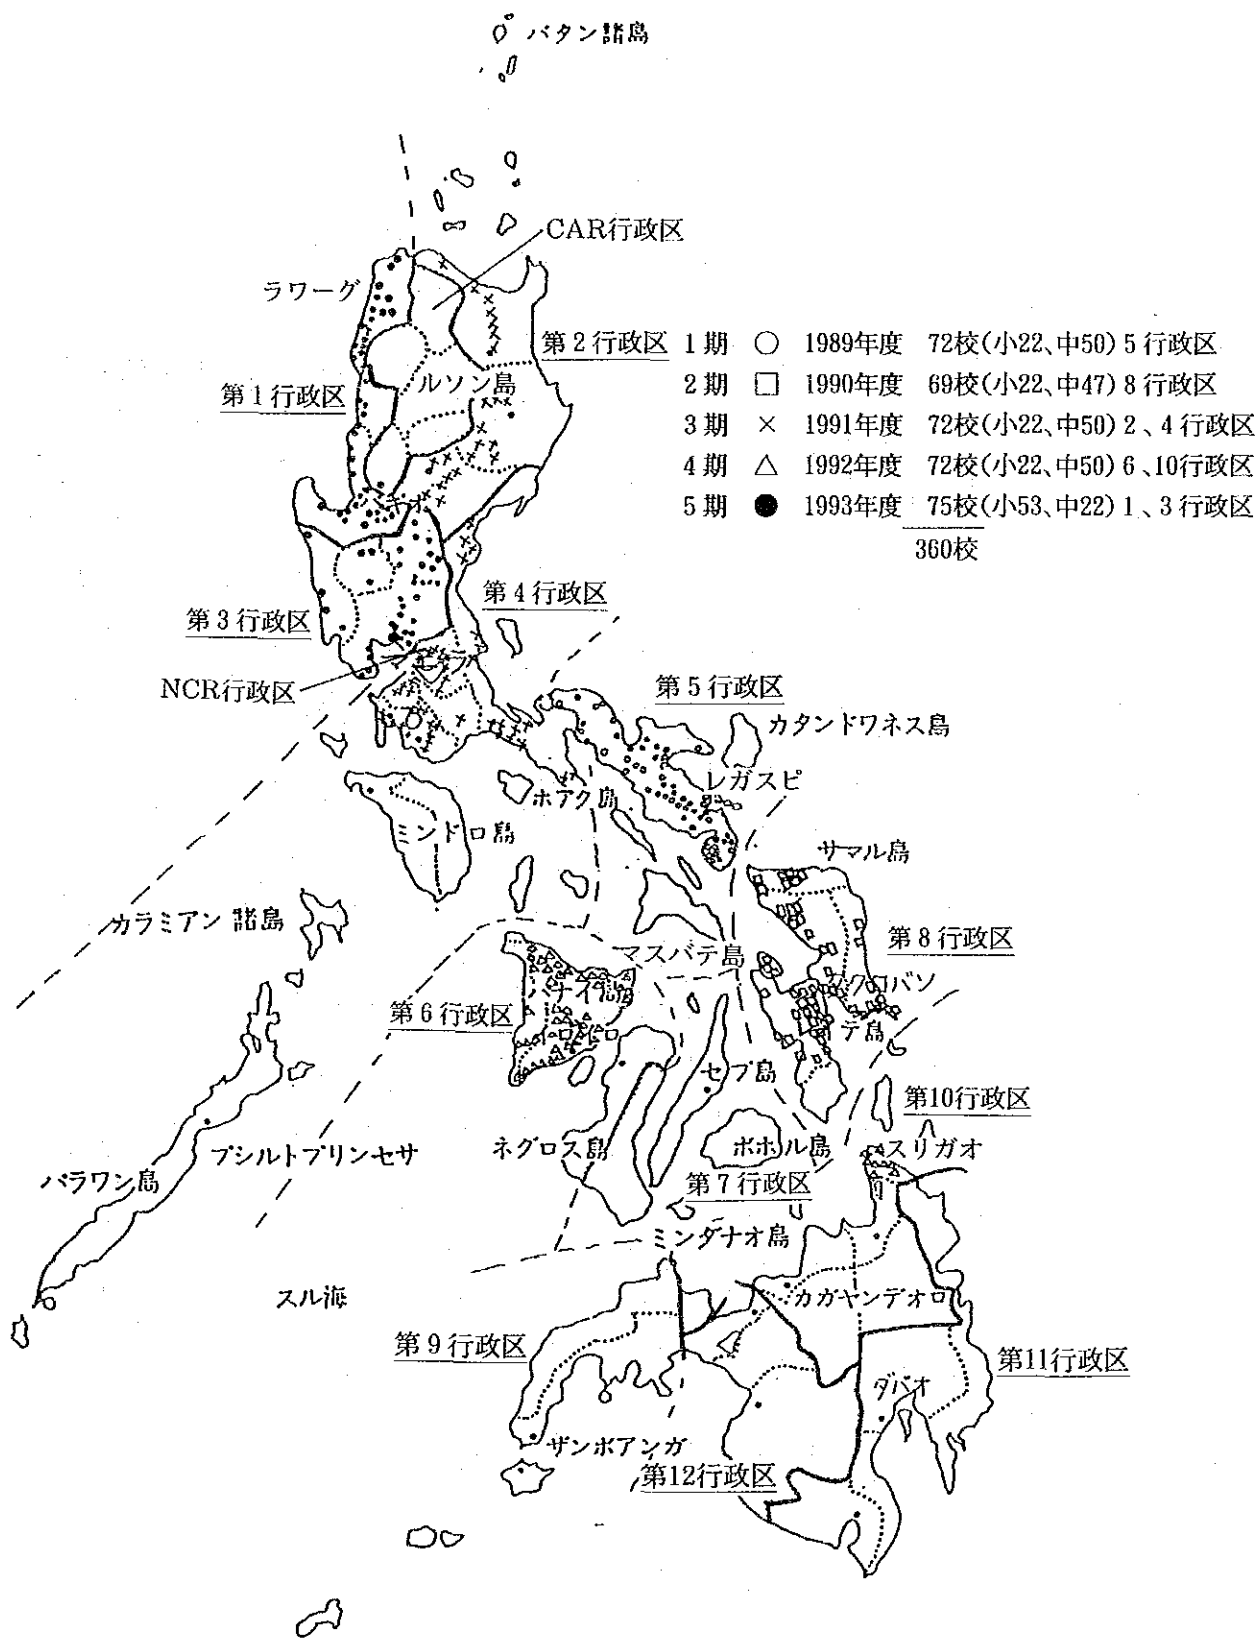 バタン諸島
CAR行政区
ラワーグ
第2行政区
1期 ○ 1989年度 72校(小22、中50)5行政区
2期 □ 1990年度 69校(小22、中47)8行政区
3期 × 1991年度 72校(小22、中50)2、4行政区
4期 △ 1992年度 72校(小22、中50)6、10行政区
5期 ● 1993年度 75校(小53、中22)1、3行政区
360校
ルソン島
第1行政区
第4行政区
第3行政区
NCR行政区
第5行政区
カタンドワネス島
レガスピ
ホアク島
ミンドロ島
サマル島
カラミアン諸島
第8行政区
マスバテ島
第6行政区
セブ島
第10行政区
ネグロス島
ボホル島
スリガオ
プシルトプリンセサ
パラワン島
第7行政区
ミンダナオ島
スル海
カガヤンデオロ
第9行政区
第11行政区
ダバオ
ザンボアンガ
第12行政区